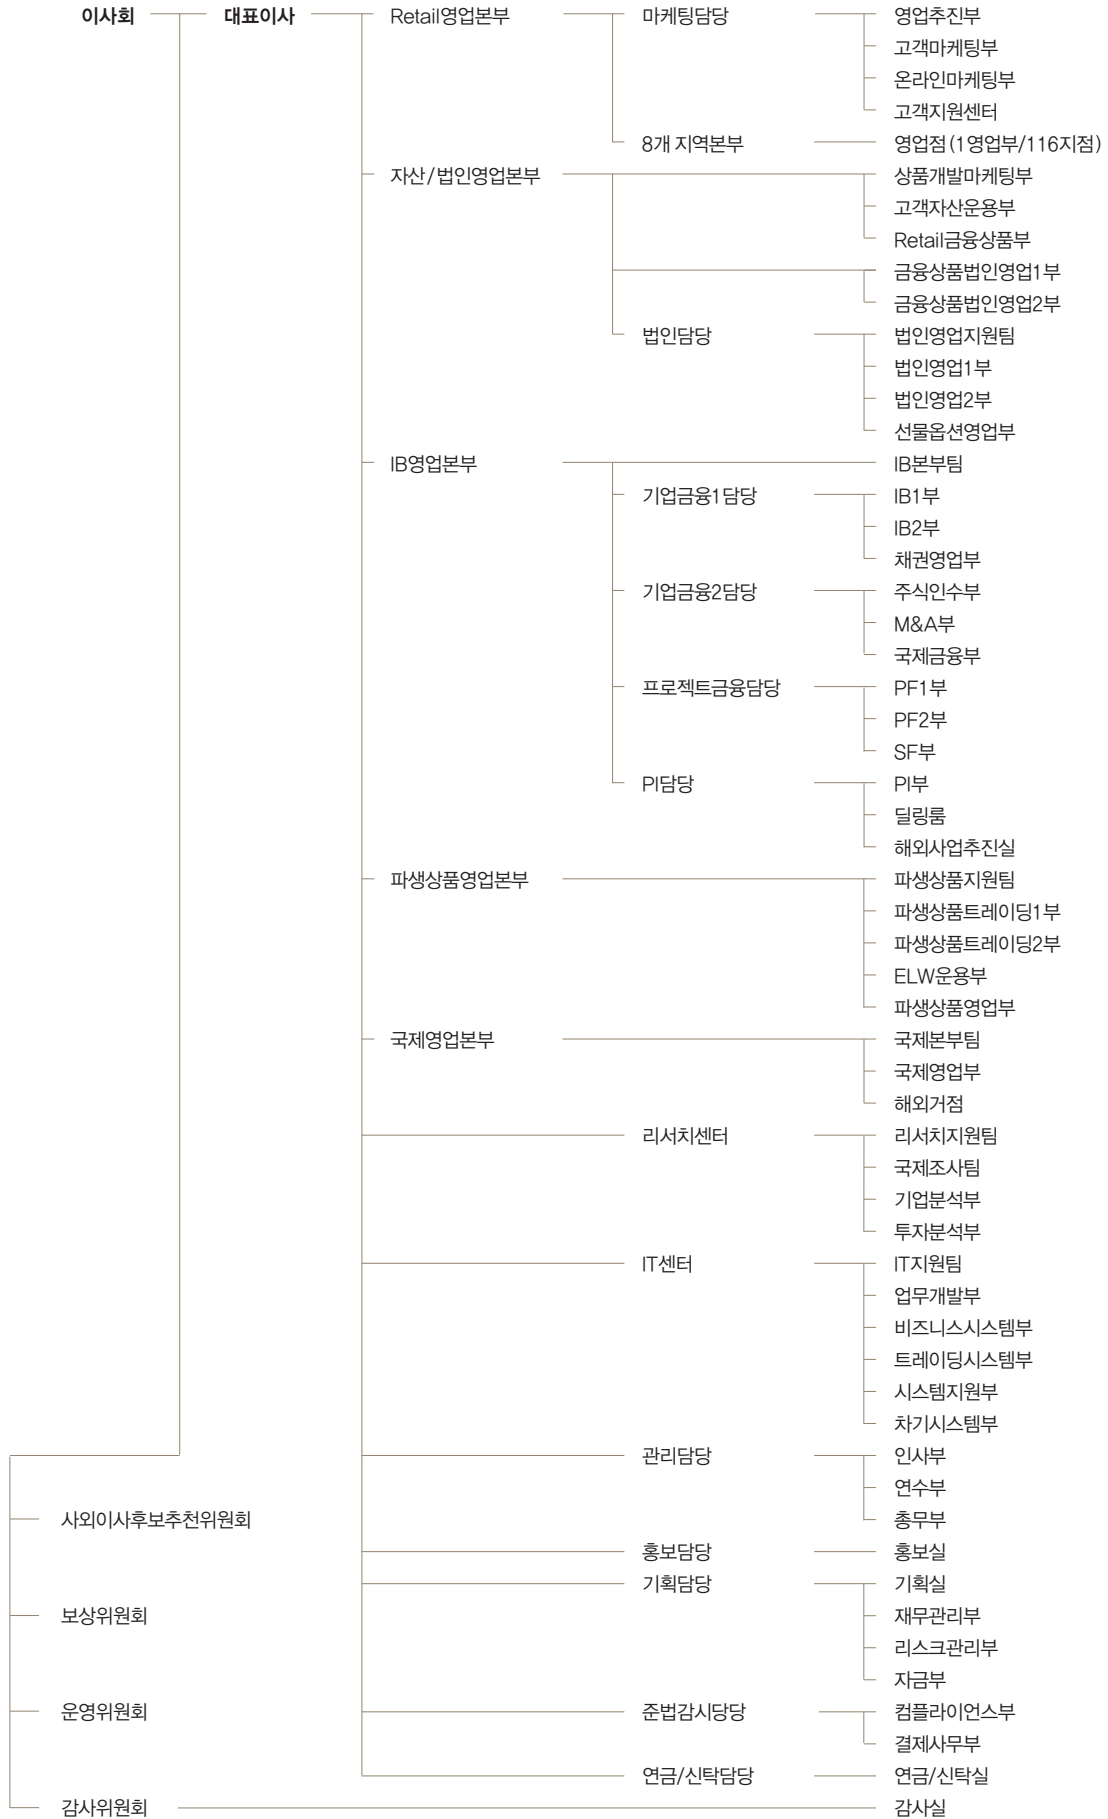 이사회 대표이사 Retail영업본부 마케팅담당 영업추진부
고객마케팅부
온라인마케팅부
고객지원센터
8개 지역본부 영업점(1영업부/116지점)
자산/법인영업본부 상품개발마케팅부
고객자산운용부
Retail금융상품부
금융상품법인영업1부
금융상품법인영업2부
법인담당 법인영업지원팀
법인영업1부
법인영업2부
선물옵션영업부
IB영업본부 IB본부팀
기업금융1담당 IB1부
IB2부
채권영업부
기업금융2담당 주식인수부
M&A부
국제금융부
프로젝트금융담당 PF1부
PF2부
SF부
PI담당 PI부
딜링룸
해외사업추진실
파생상품영업본부 파생상품지원팀
파생상품트레이딩1부
파생상품트레이딩2부
ELW운용부
파생상품영업부
국제영업본부 국제본부팀
국제영업부
해외거점
리서치센터 리서치지원팀
국제조사팀
기업분석부
투자분석부
IT센터 IT지원팀
업무개발부
비즈니스시스템부
트레이딩시스템부
시스템지원부
차기시스템부
관리담당 인사부
연수부
사외이사후보추천위원회 총무부
홍보담당 홍보실
기획담당 기획실
보상위원회 재무관리부
리스크관리부
자금부
운영위원회 준법감시당당 컴플라이언스부
결제사무부
연금/신탁담당 연금/신탁실
감사위원회 감사실